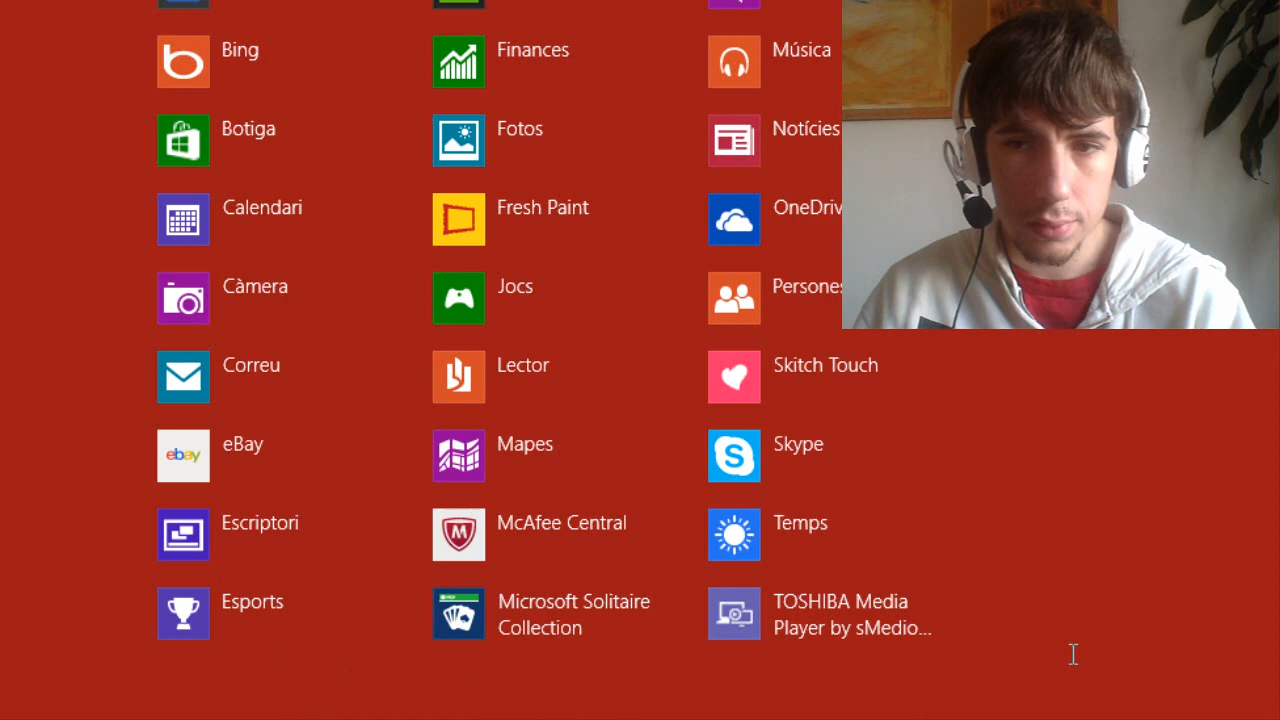 Bing
Botiga
Calendari
Càmera
Correu
eBay
ebay
Escriptori
Esports
Finances
Fotos
Fresh Paint
Jocs
Lector
Mapes
McAfee Central
Microsoft Solitaire
Collection
Música
Notícies
OneDriv
Persones
Skitch Touch
Skype
Temps
TOSHIBA Media
Player by sMedio...